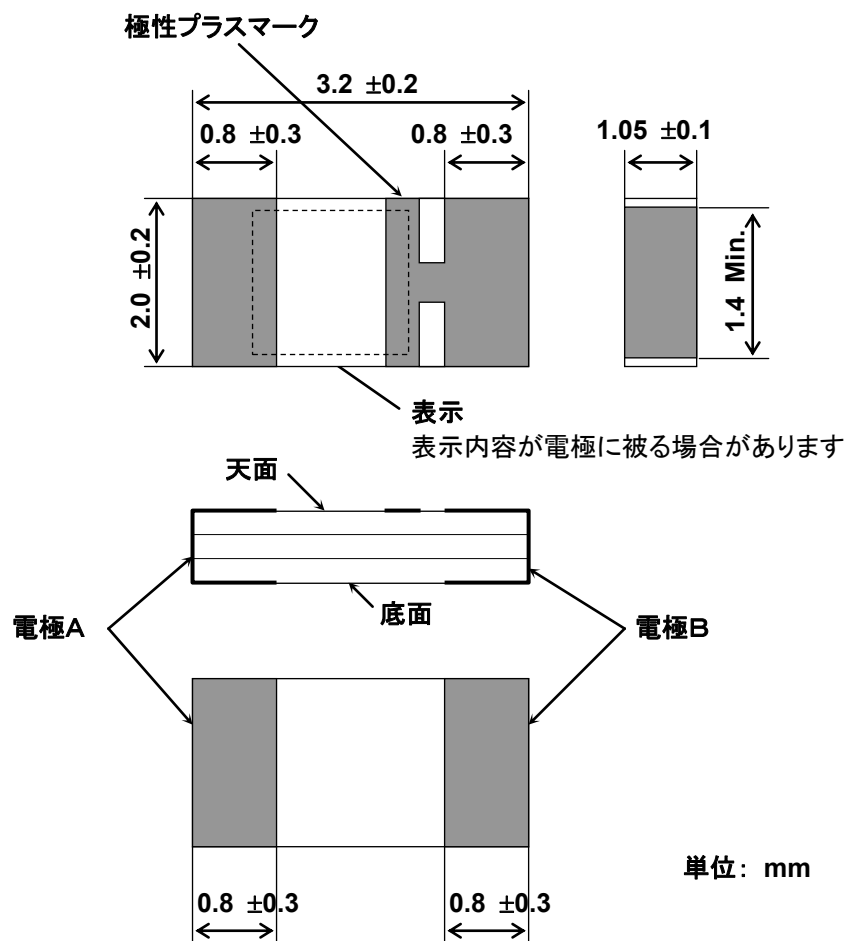 極性プラスマーク
3.2 ±0.2
0.8 ±0.3
0.8 ±0.3
1.05 ±0.1
2.0 ±0.2
1.4 Min.
表示
表示内容が電極に被る場合があります
天面
底面
電極A
電極B
単位: mm
0.8 ±0.3
0.8 ±0.3